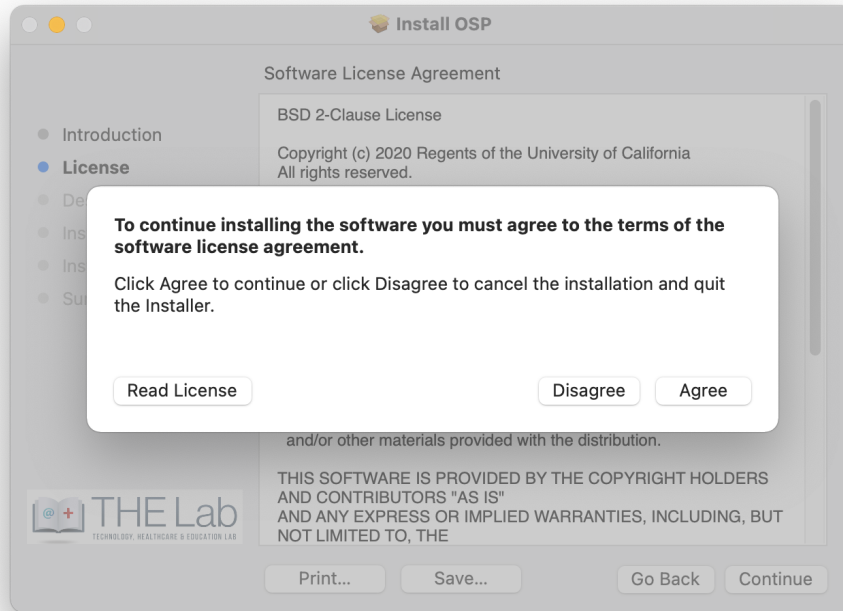 Install OSP
Software License Agreement
Introduction
License
De
Ins
Ins
Su
BSD 2-Clause License
Copyright (c) 2020 Regents of the University of California
All rights reserved.
To continue installing the software you must agree to the terms of the
software license agreement.
Click Agree to continue or click Disagree to cancel the installation and quit
the Installer.
Read License
Disagree
Agree
and/or other materials provided with the distribution.
THIS SOFTWARE IS PROVIDED BY THE COPYRIGHT HOLDERS
AND CONTRIBUTORS "AS IS"
AND ANY EXPRESS OR IMPLIED WARRANTIES, INCLUDING, BUT
NOT LIMITED TO, THE
@ + THE Lab
TECHNOLOGY, HEALTHCARE & EDUCATION LAB
Print...
Save...
Go Back
Continue